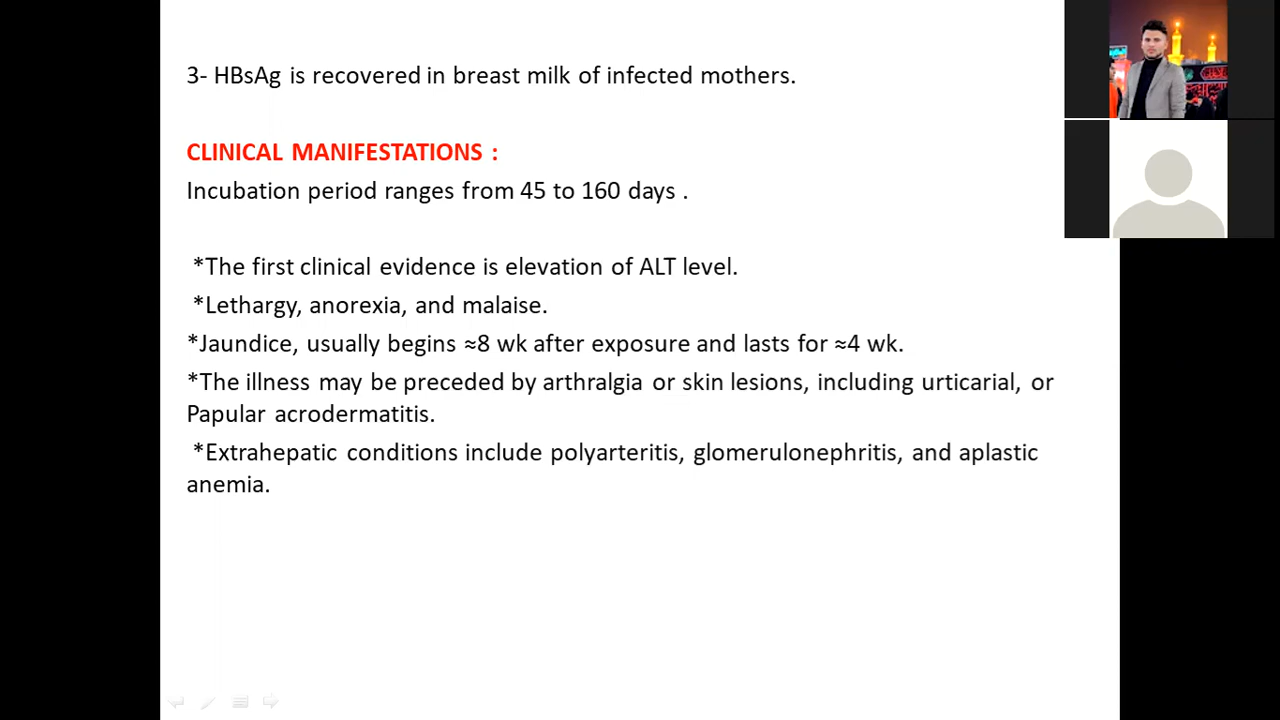 3- HBsAg is recovered in breast milk of infected mothers.
CLINICAL MANIFESTATIONS :
Incubation period ranges from 45 to 160 days .
*The first clinical evidence is elevation of ALT level.
*Lethargy, anorexia, and malaise.
*Jaundice, usually begins ≈8 wk after exposure and lasts for ≈4 wk.
*The illness may be preceded by arthralgia or skin lesions, including urticarial, or
Papular acrodermatitis.
*Extrahepatic conditions include polyarteritis, glomerulonephritis, and aplastic
anemia.